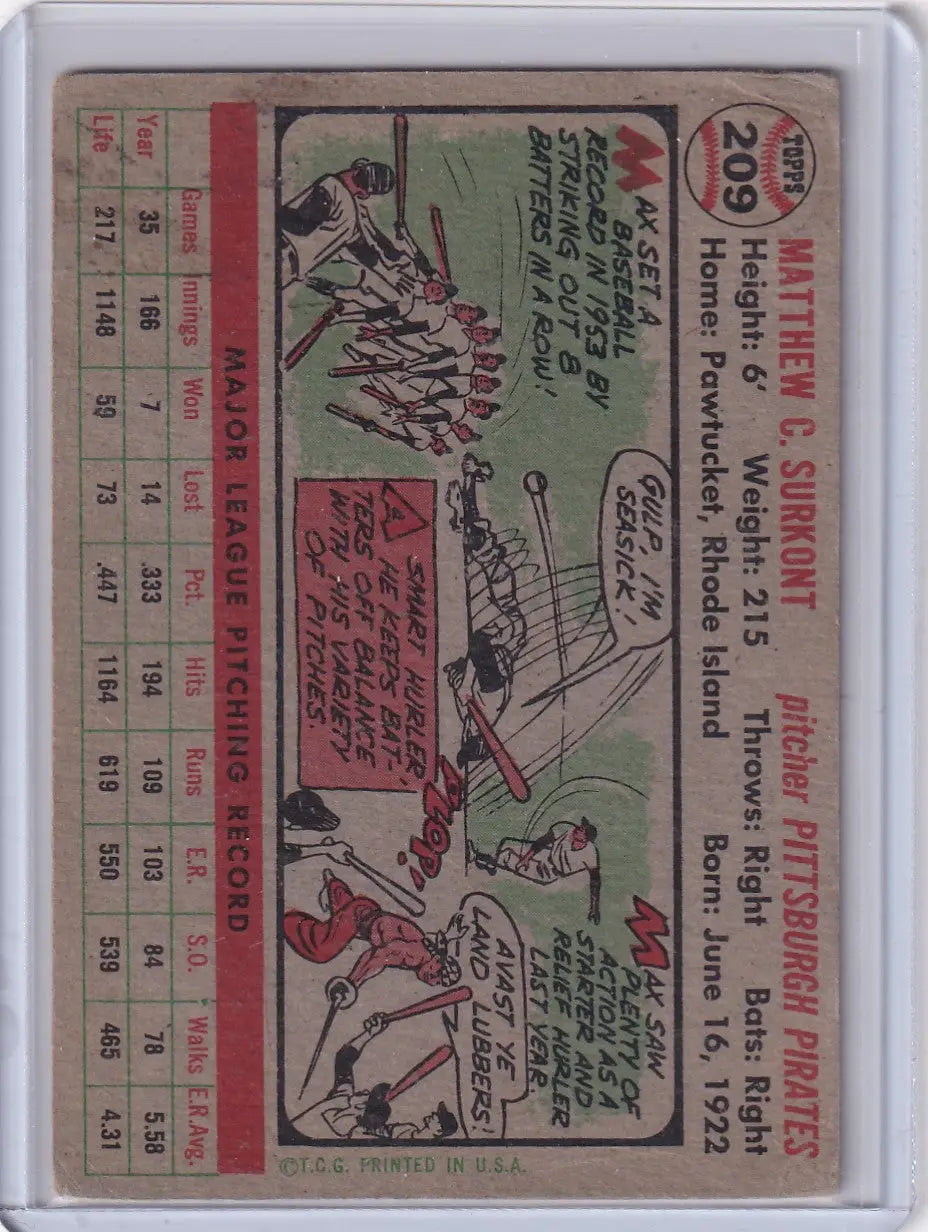 TOPPS
209
MATTHEW C. SURKONT pitcher PITTSBURGH PIRATES
Height: 6' Weight: 215 Throws: Right Bats: Right
Home: Pawtucket, Rhode Island Born: June 16, 1922
MAX SET A
BASEBALL
RECORD IN 1953 BY
STRIKING OUT 8
BATTERS IN A ROW!
GULP, I'M
SEASICK!
A SMART HURLER,
HE KEEPS BAT-
TERS OFF BALANCE
WITH HIS VARIETY
OF PITCHES.
PLOP!
MAX SAW
PLENTY OF
ACTION AS A
STARTER AND
RELIEF HURLER
LAST YEAR
AVAST YE
LAND LUBBERS!
©T.C.G. PRINTED IN U.S.A.
MAJOR LEAGUE PITCHING RECORD
Games Innings Won Lost Pct. Hits Runs E.R. S.O. Walks E.R.Avg.
Year 35 166 7 14 .333 194 109 103 84 78 5.58
Life 217 1148 59 73 .447 1164 619 550 539 465 4.31